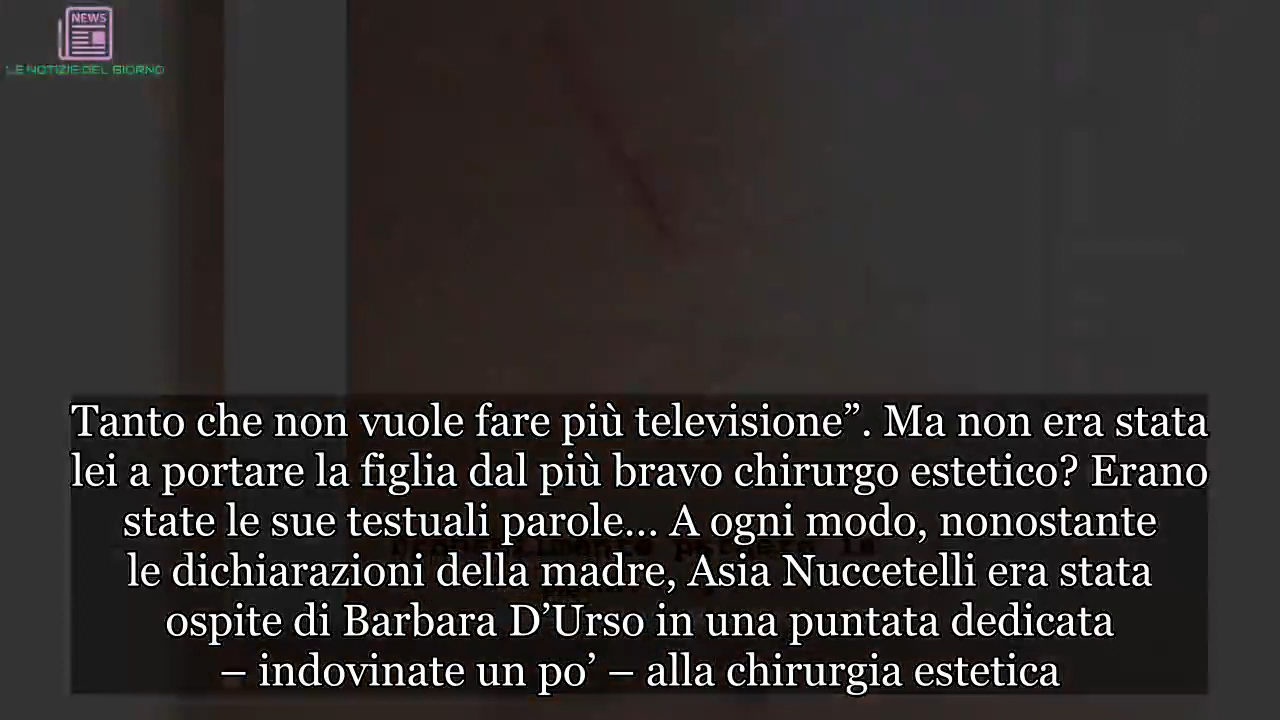 NEWS
LE NOTIZIE DEL GIORNO
Tanto che non vuole fare più televisione”. Ma non era stata
lei a portare la figlia dal più bravo chirurgo estetico? Erano
state le sue testuali parole... A ogni modo, nonostante
le dichiarazioni della madre, Asia Nuccetelli era stata
ospite di Barbara D’Urso in una puntata dedicata
– indovinate un po’ – alla chirurgia estetica